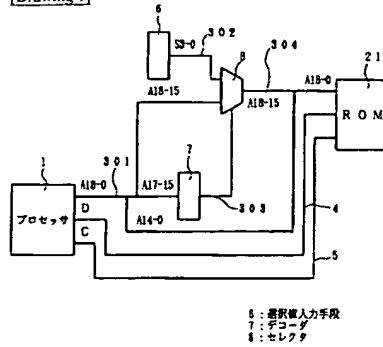 Drawing 7
6
302
S3-0
8
304
A18-15
A18-15
A18-0
21
ROM
1
301
7
A18-0
A17-15
プロセッサ
D
A14-0
303
C
4
5
6 : 選択値入力手段
7 : デコーダ
8 : セレクタ